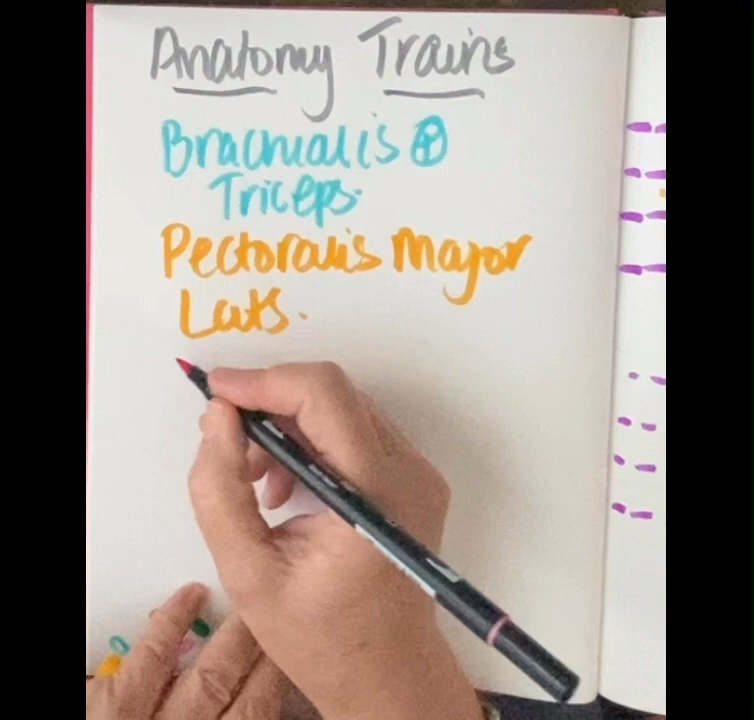 Anatomy Trains
Brachialis ⊕
Triceps.
Pectoralis Major
Lats.